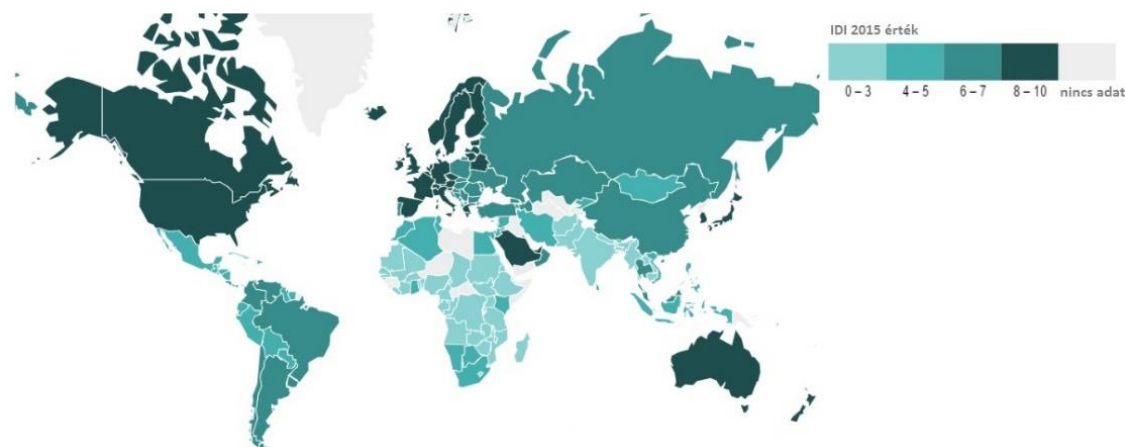 IDI 2015 érték
0 – 3 4 – 5 6 – 7 8 – 10 nincs adat